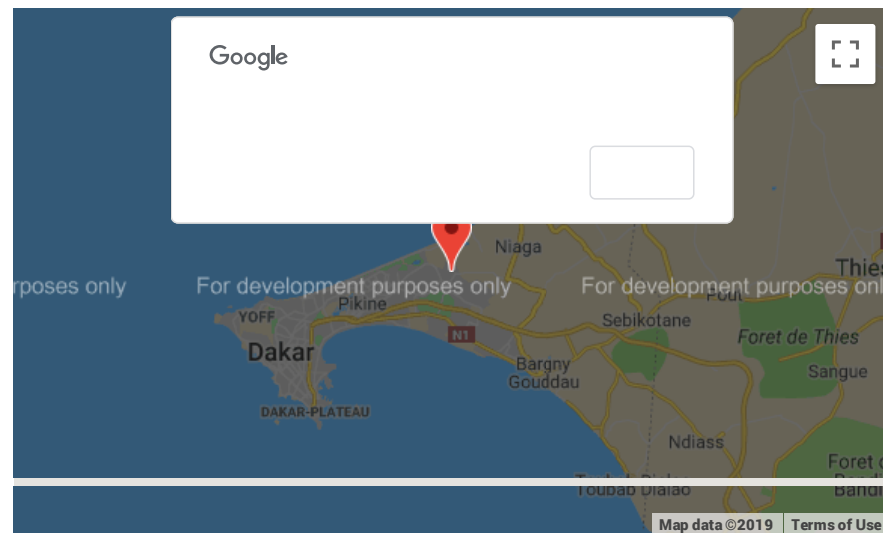 Google
Niaga
Thies
rposes only
For development purposes only
For development purposes onl
Pout
Pikine
YOFF
Sebikotane
N1
Foret de Thies
Dakar
Bargny
Gouddau
Sangue
DAKAR-PLATEAU
Ndiass
Foret
Toubab Dialao
Map data ©2019
Terms of Use